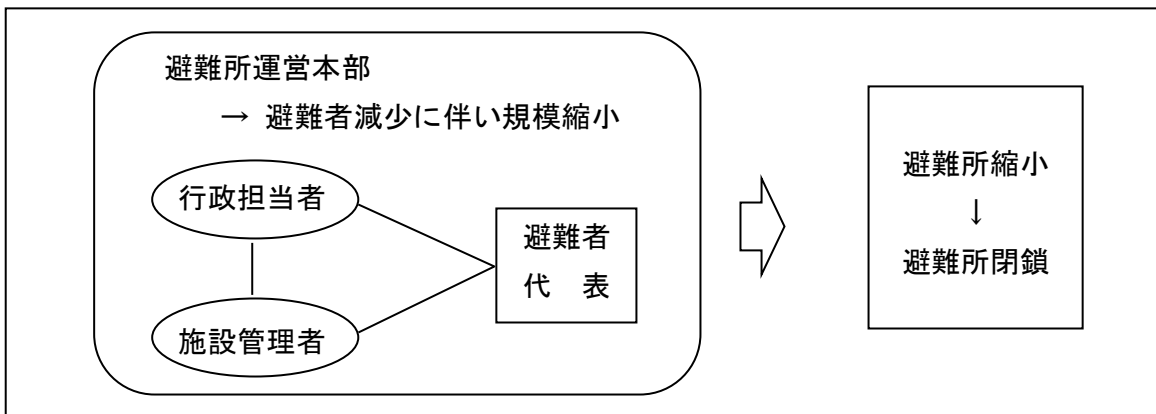 避難所運営本部
→ 避難者減少に伴い規模縮小
行政担当者
施設管理者
避難者
代　表
避難所縮小
↓
避難所閉鎖